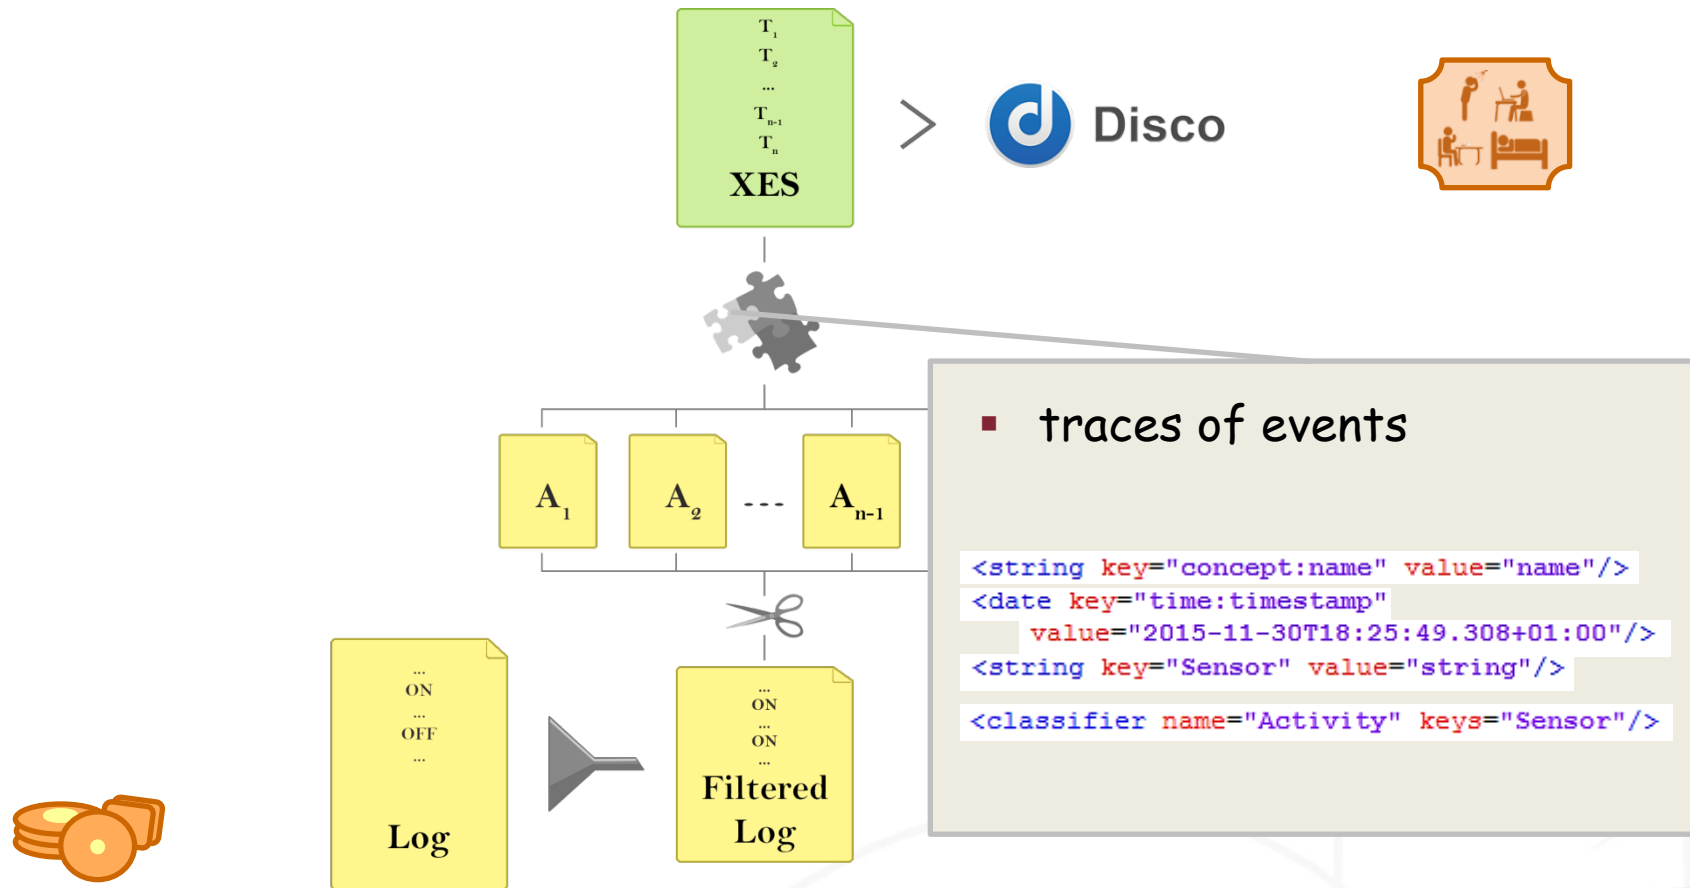 T₁
T₂
...
Tₙ₋₁
Tₙ
XES
>
Disco
A₁
A₂
---
Aₙ₋₁
▪ traces of events
<string key="concept:name" value="name"/>
<date key="time:timestamp"
value="2015-11-30T18:25:49.308+01:00"/>
<string key="Sensor" value="string"/>
<classifier name="Activity" keys="Sensor"/>
...
ON
...
OFF
...
Log
...
ON
...
ON
...
Filtered
Log